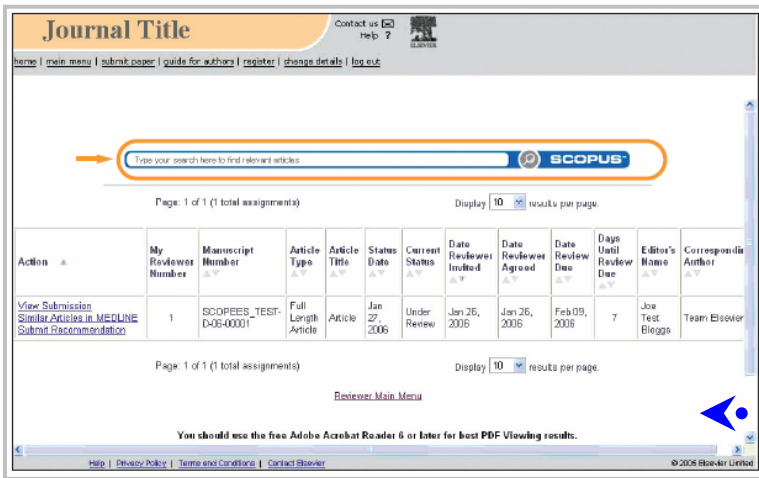 Journal Title
Contact us
Help ?
ELSEVIER
home | main menu | submit paper | guide for authors | register | change details | log out
Type your search here to find relevant articles
SCOPUS
Page: 1 of 1 (1 total assignments) Display 10 results per page.
Action My Reviewer Number Manuscript Number Article Type Article Title Status Date Current Status Date Reviewer Invited Date Reviewer Agreed Date Review Due Days Until Review Due Editor's Name Correspondin Author
View Submission
Similar Articles in MEDLINE
Submit Recommendation
1 SCOPEES_TEST-D-06-00001 Full Length Article Article Jan 27, 2006 Under Review Jan 26, 2006 Jan 26, 2006 Feb 09, 2006 7 Joe Test Bloggs Team Elsevier
Page: 1 of 1 (1 total assignments) Display 10 results per page.
Reviewer Main Menu
You should use the free Adobe Acrobat Reader 6 or later for best PDF Viewing results.
Help | Privacy Policy | Terms and Conditions | Contact Elsevier © 2006 Elsevier Limited